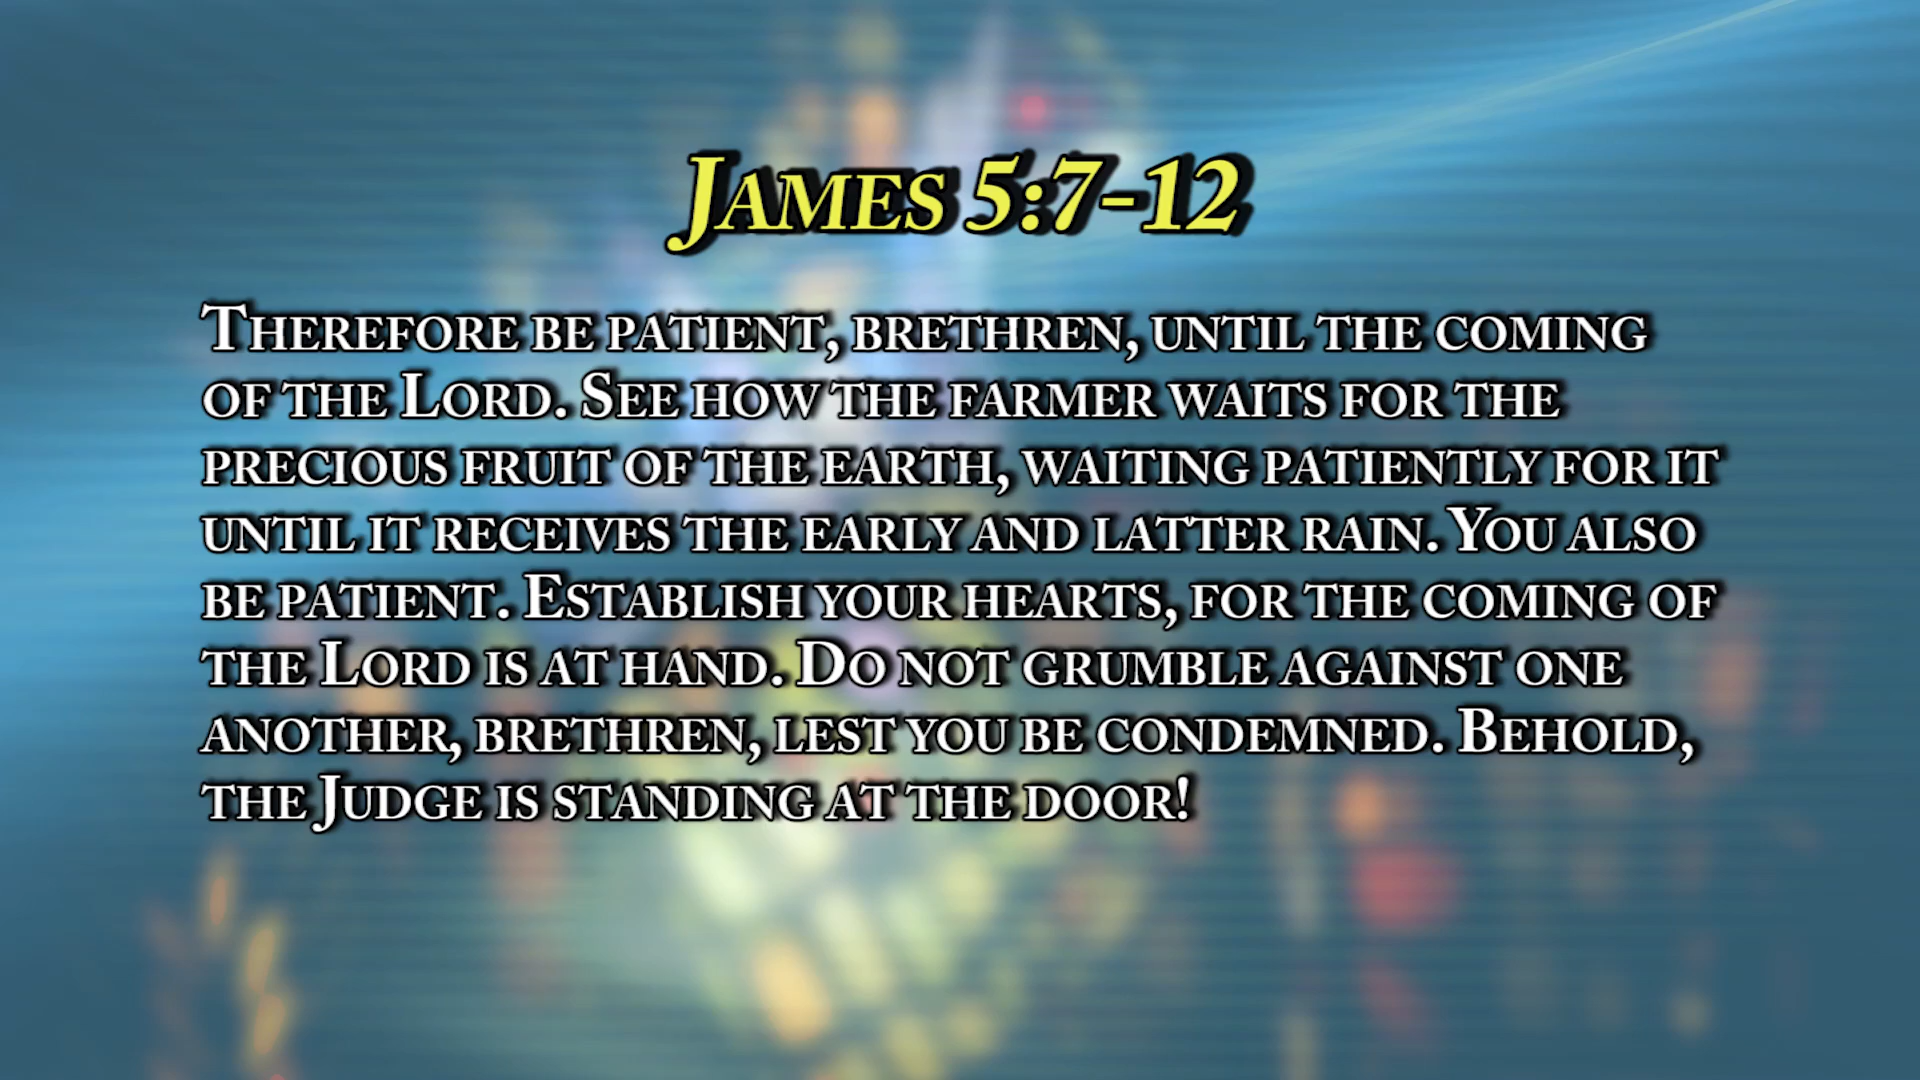 James 5:7-12
Therefore be patient, brethren, until the coming
of the Lord. See how the farmer waits for the
precious fruit of the earth, waiting patiently for it
until it receives the early and latter rain. You also
be patient. Establish your hearts, for the coming of
the Lord is at hand. Do not grumble against one
another, brethren, lest you be condemned. Behold,
the Judge is standing at the door!